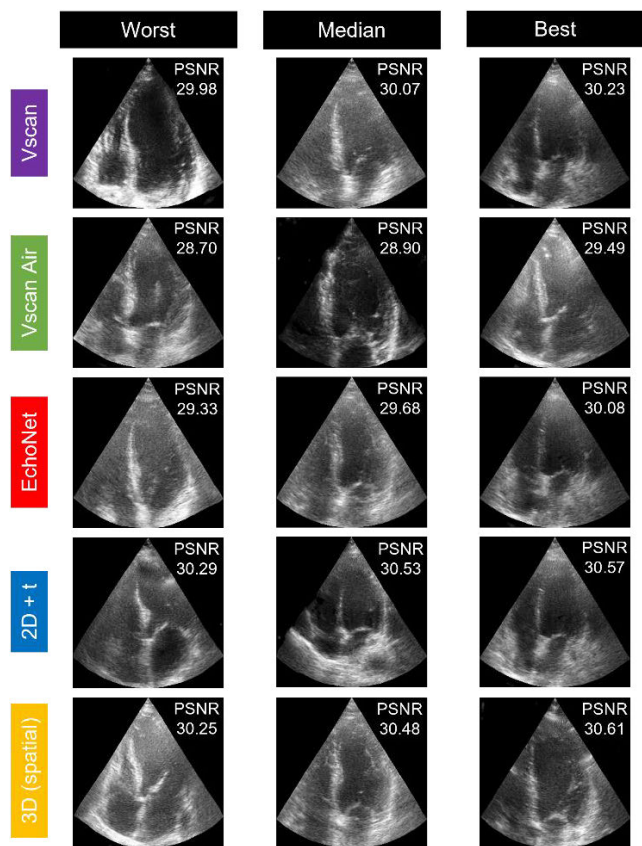 Worst
Median
Best
Vscan
PSNR
29.98
PSNR
30.07
PSNR
30.23
Vscan Air
PSNR
28.70
PSNR
28.90
PSNR
29.49
EchoNet
PSNR
29.33
PSNR
29.68
PSNR
30.08
2D + t
PSNR
30.29
PSNR
30.53
PSNR
30.57
3D (spatial)
PSNR
30.25
PSNR
30.48
PSNR
30.61